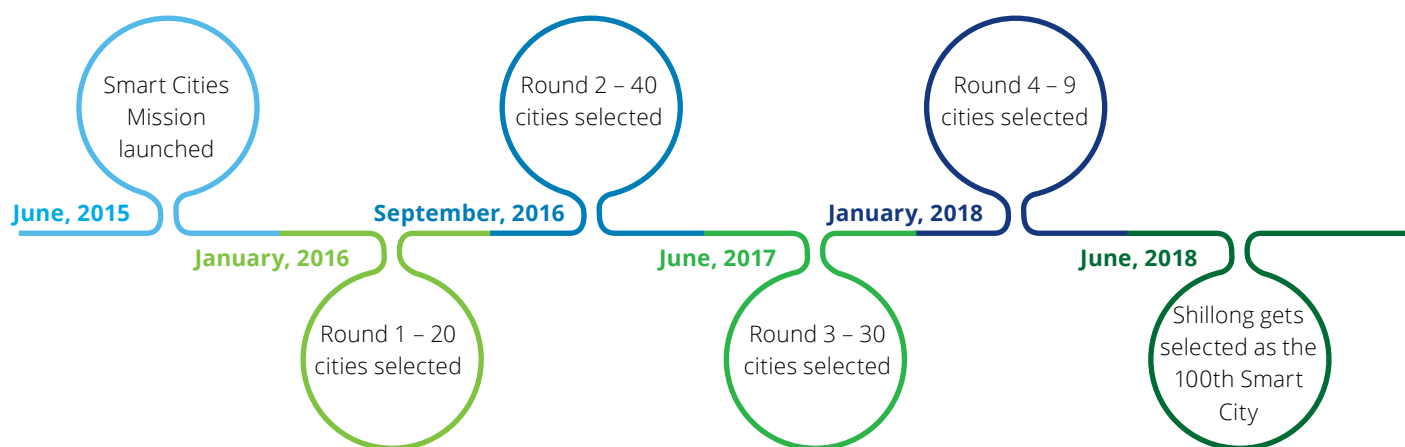 Smart Cities
Mission
launched
June, 2015
January, 2016
Round 1 – 20
cities selected
Round 2 – 40
cities selected
September, 2016
June, 2017
Round 3 – 30
cities selected
Round 4 – 9
cities selected
January, 2018
June, 2018
Shillong gets
selected as the
100th Smart
City